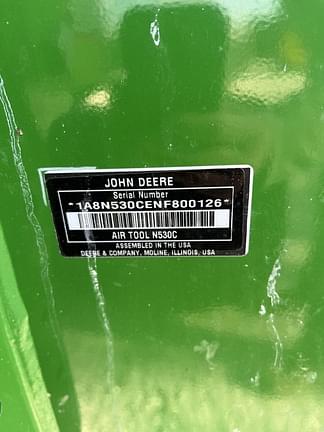 JOHN DEERE
Serial Number
*1A8N530CENF800126*
AIR TOOL N530C
ASSEMBLED IN THE USA
DEERE & COMPANY, MOLINE, ILLINOIS, USA